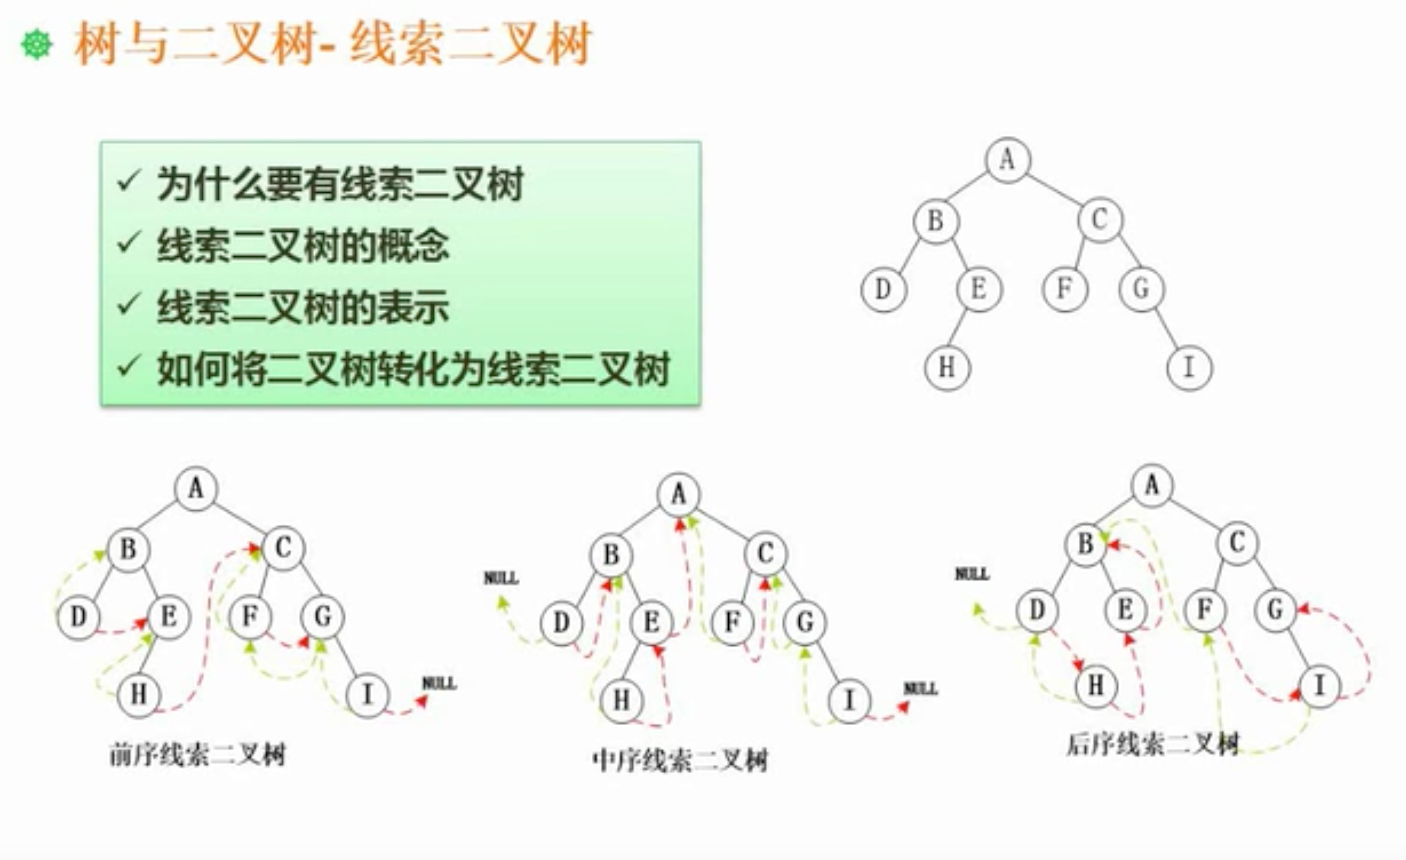 树与二叉树- 线索二叉树
✓ 为什么要有线索二叉树
✓ 线索二叉树的概念
✓ 线索二叉树的表示
✓ 如何将二叉树转化为线索二叉树
A
B C
D E F G
H I
A
B C
D E F G
H I NULL
前序线索二叉树
A
B C
NULL
D E F G
H I NULL
中序线索二叉树
A
B C
NULL
D E F G
H I
后序线索二叉树